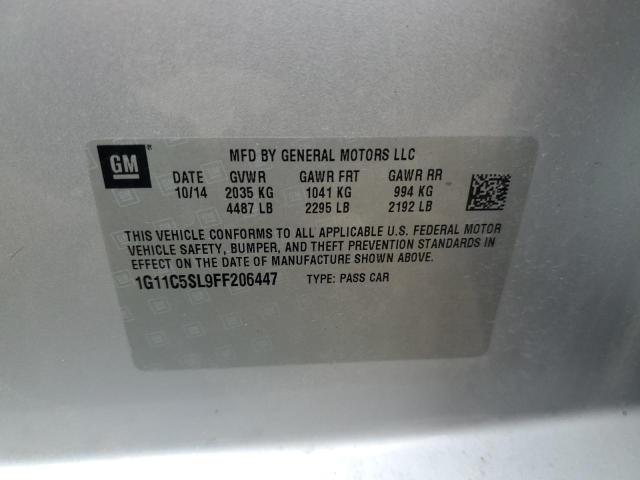 GM
MFD BY GENERAL MOTORS LLC
DATE GVWR GAWR FRT GAWR RR
10/14 2035 KG 1041 KG 994 KG
4487 LB 2295 LB 2192 LB
THIS VEHICLE CONFORMS TO ALL APPLICABLE U.S. FEDERAL MOTOR
VEHICLE SAFETY, BUMPER, AND THEFT PREVENTION STANDARDS IN
EFFECT ON THE DATE OF MANUFACTURE SHOWN ABOVE.
1G11C5SL9FF206447 TYPE: PASS CAR